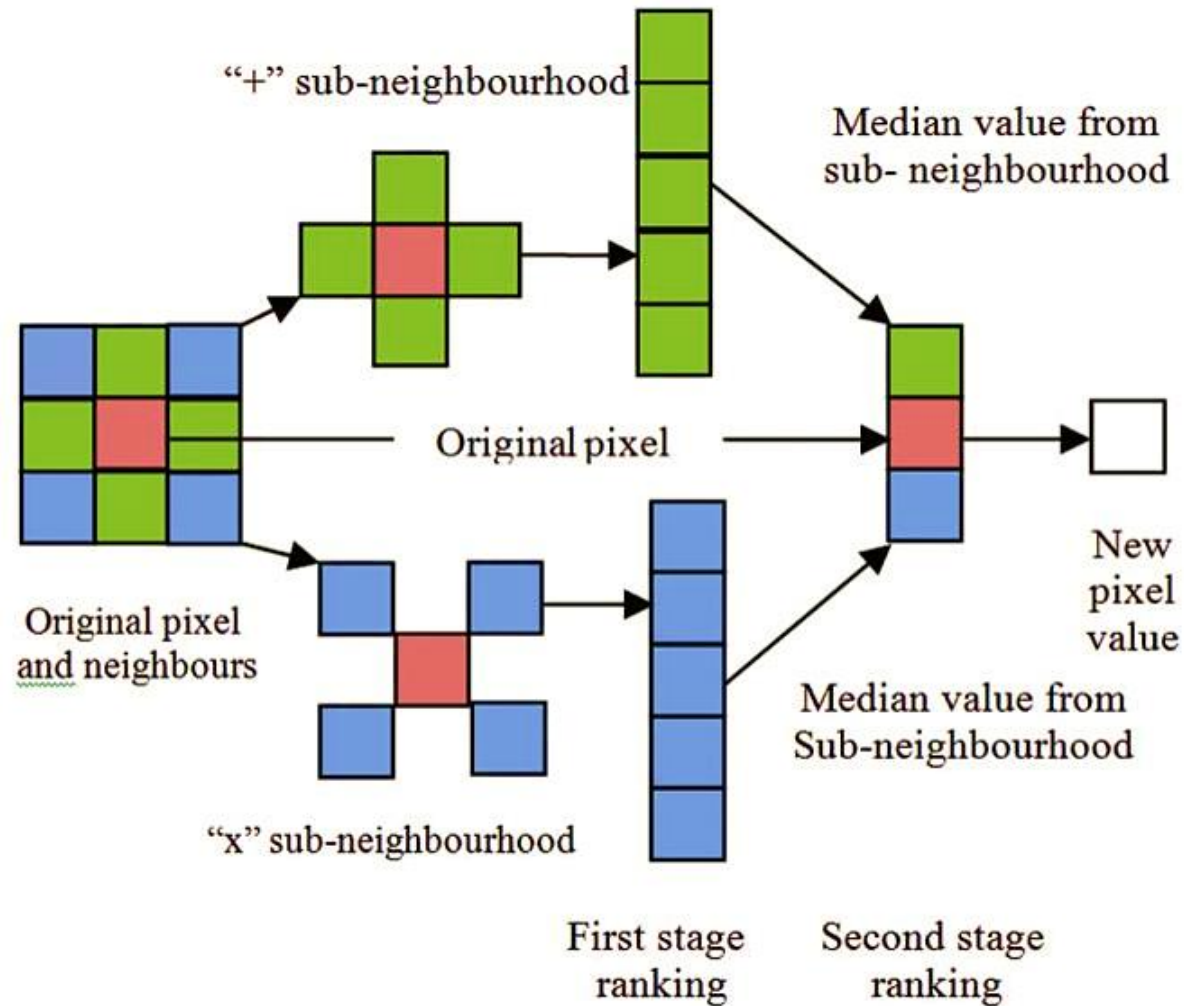 “+” sub-neighbourhood
Median value from
sub- neighbourhood
Original pixel
Original pixel
and neighbours
New
pixel
value
Median value from
Sub-neighbourhood
“x” sub-neighbourhood
First stage
ranking
Second stage
ranking